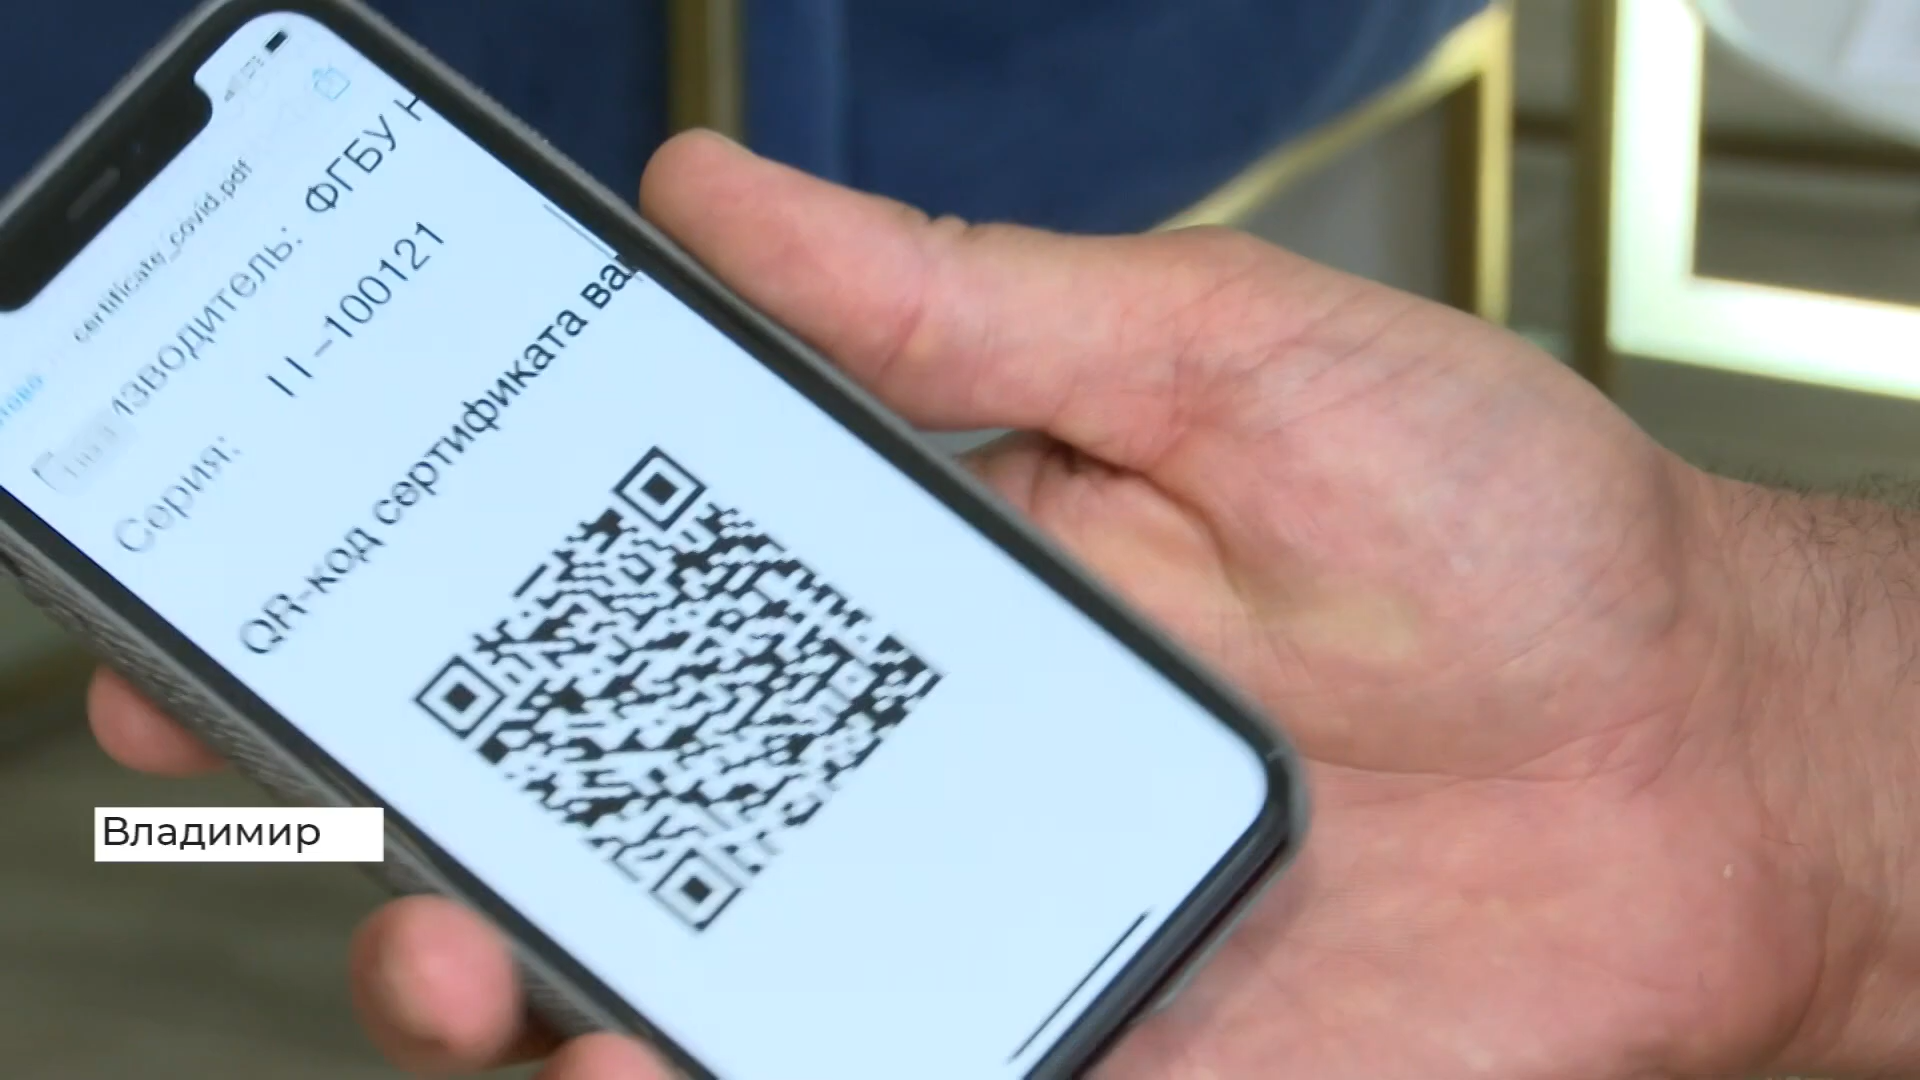 certificate_covid.pdf
изводитель: ФГБУ Н
Серия: II-100121
QR-код сертификата ва
Владимир